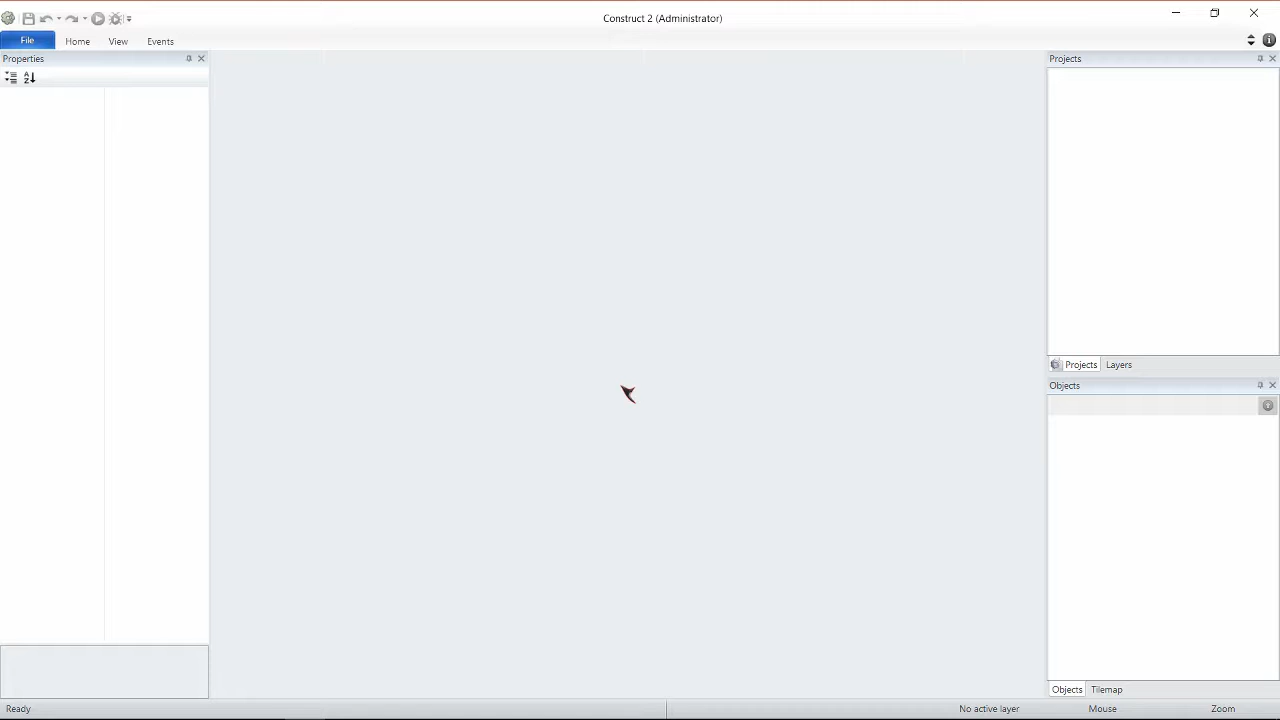 Construct 2 (Administrator)
File Home View Events
Properties
Projects
Projects Layers
Objects
Objects Tilemap
Ready
No active layer Mouse Zoom